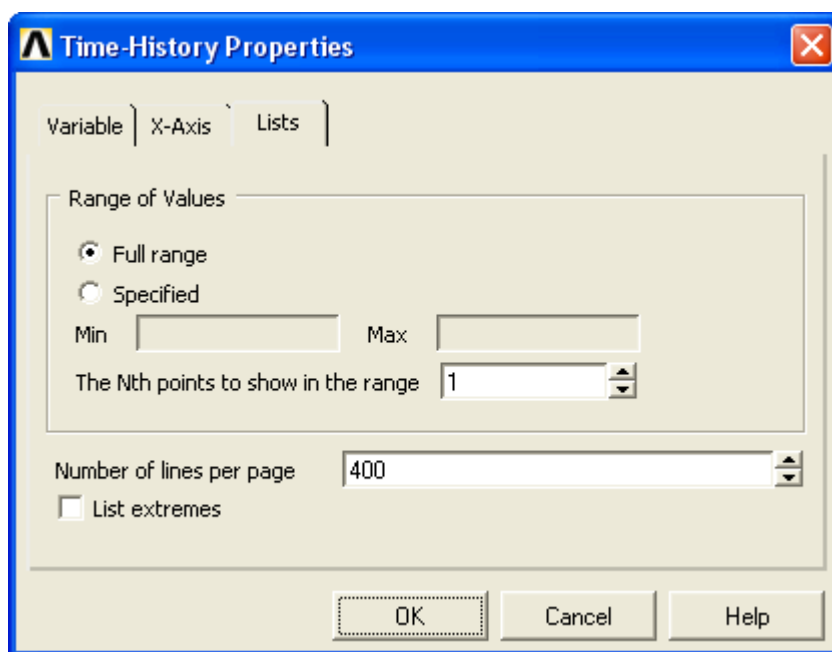 Time-History Properties
Variable X-Axis Lists
Range of Values
Full range
Specified
Min Max
The Nth points to show in the range 1
Number of lines per page 400
List extremes
OK Cancel Help